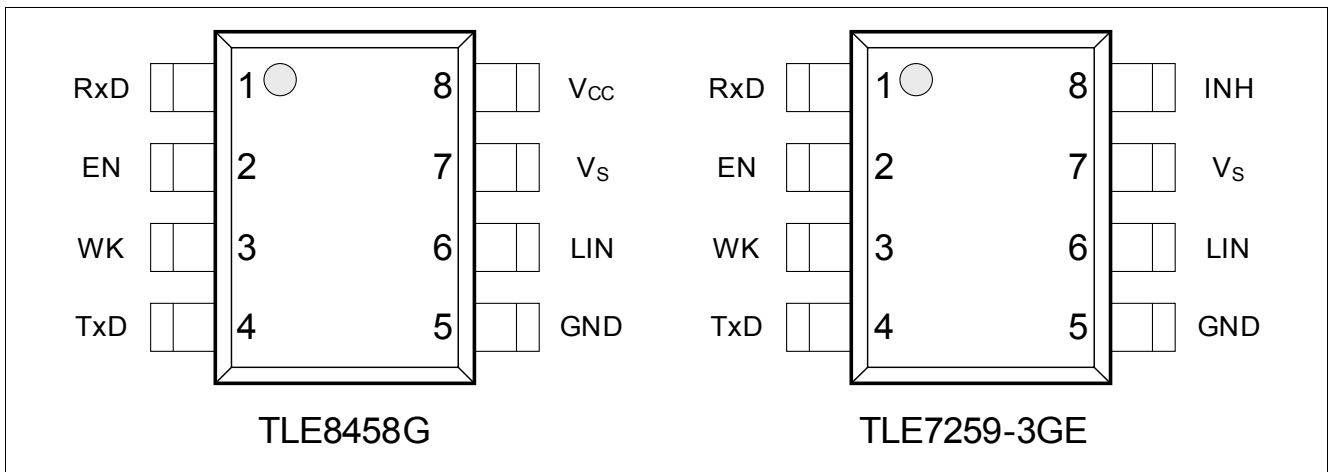 RxD 1 8 VCC
EN 2 7 VS
WK 3 6 LIN
TxD 4 5 GND
TLE8458G
RxD 1 8 INH
EN 2 7 VS
WK 3 6 LIN
TxD 4 5 GND
TLE7259-3GE